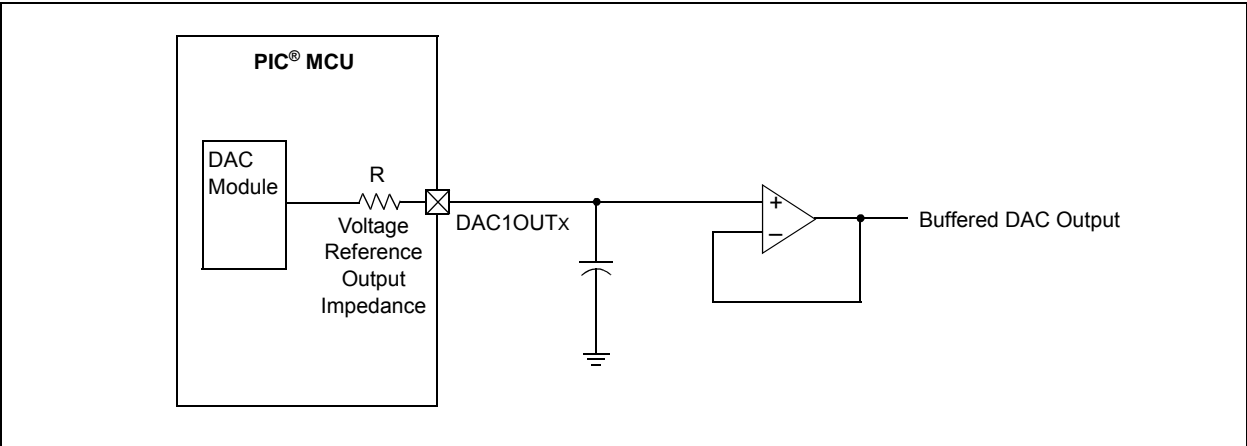 PIC® MCU
DAC
Module
R
Voltage
Reference
Output
Impedance
DAC1OUTX
+
–
Buffered DAC Output